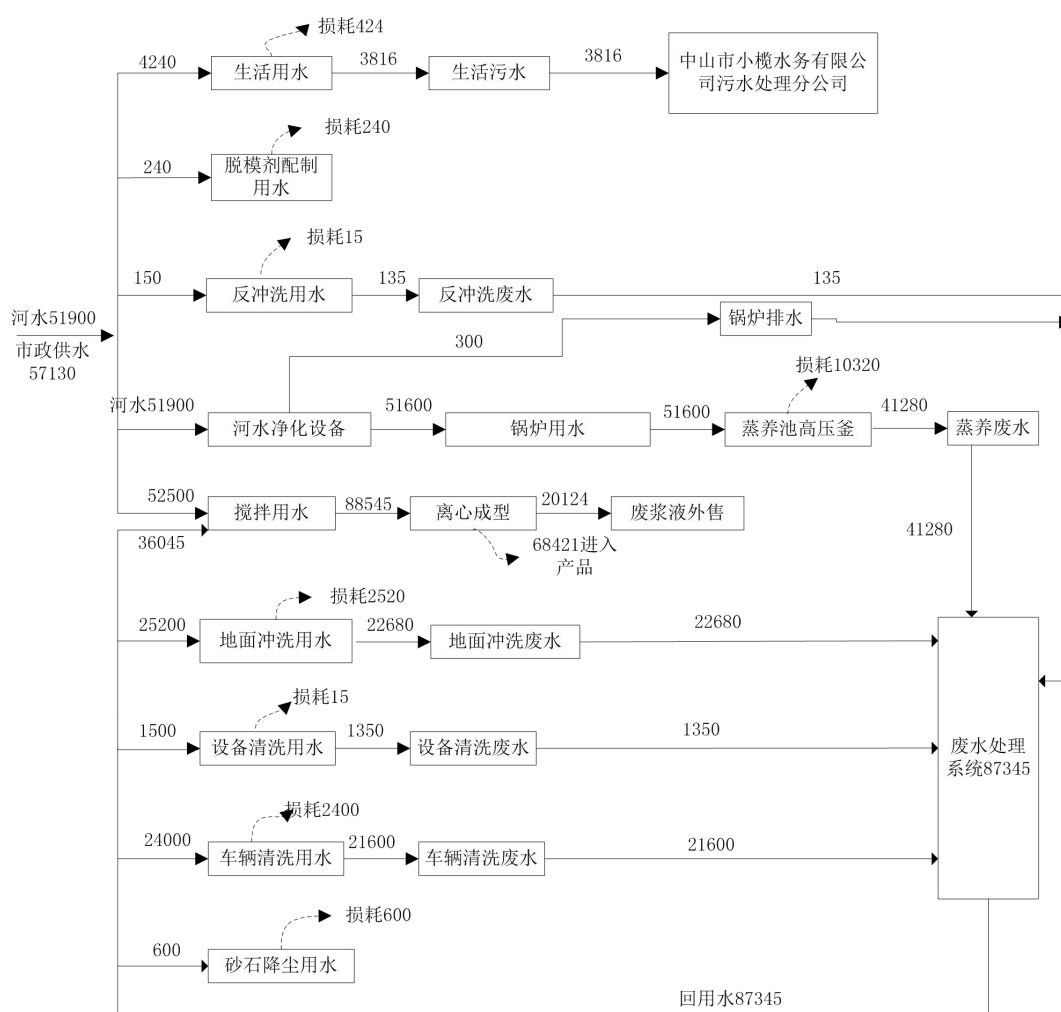 损耗424
4240
生活用水
3816
生活污水
3816
中山市小榄水务有限公
司污水处理分公司
损耗240
240
脱模剂配制
用水
损耗15
150
反冲洗用水
135
反冲洗废水
135
河水51900
市政供水
57130
300
锅炉排水
损耗10320
河水51900
河水净化设备
51600
锅炉用水
51600
蒸养池高压釜
41280
蒸养废水
52500
搅拌用水
88545
离心成型
20124
废浆液外售
41280
36045
68421进入
产品
损耗2520
25200
地面冲洗用水
22680
地面冲洗废水
22680
损耗15
1500
设备清洗用水
1350
设备清洗废水
1350
废水处理
系统87345
损耗2400
24000
车辆清洗用水
21600
车辆清洗废水
21600
损耗600
600
砂石降尘用水
回用水87345